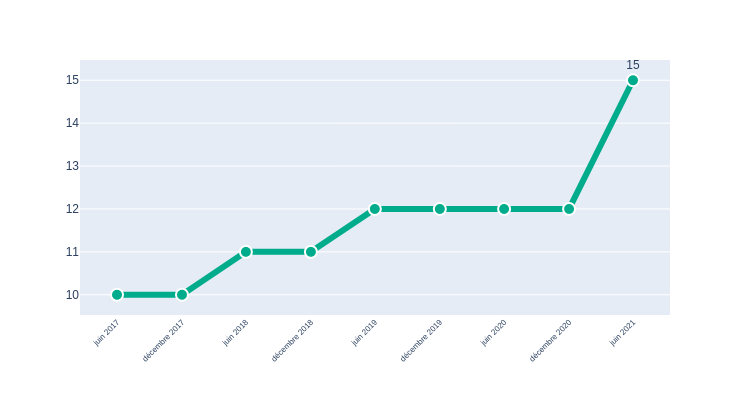 15
15
14
13
12
11
10
juin 2017
décembre 2017
juin 2018
décembre 2018
juin 2019
décembre 2019
juin 2020
décembre 2020
juin 2021